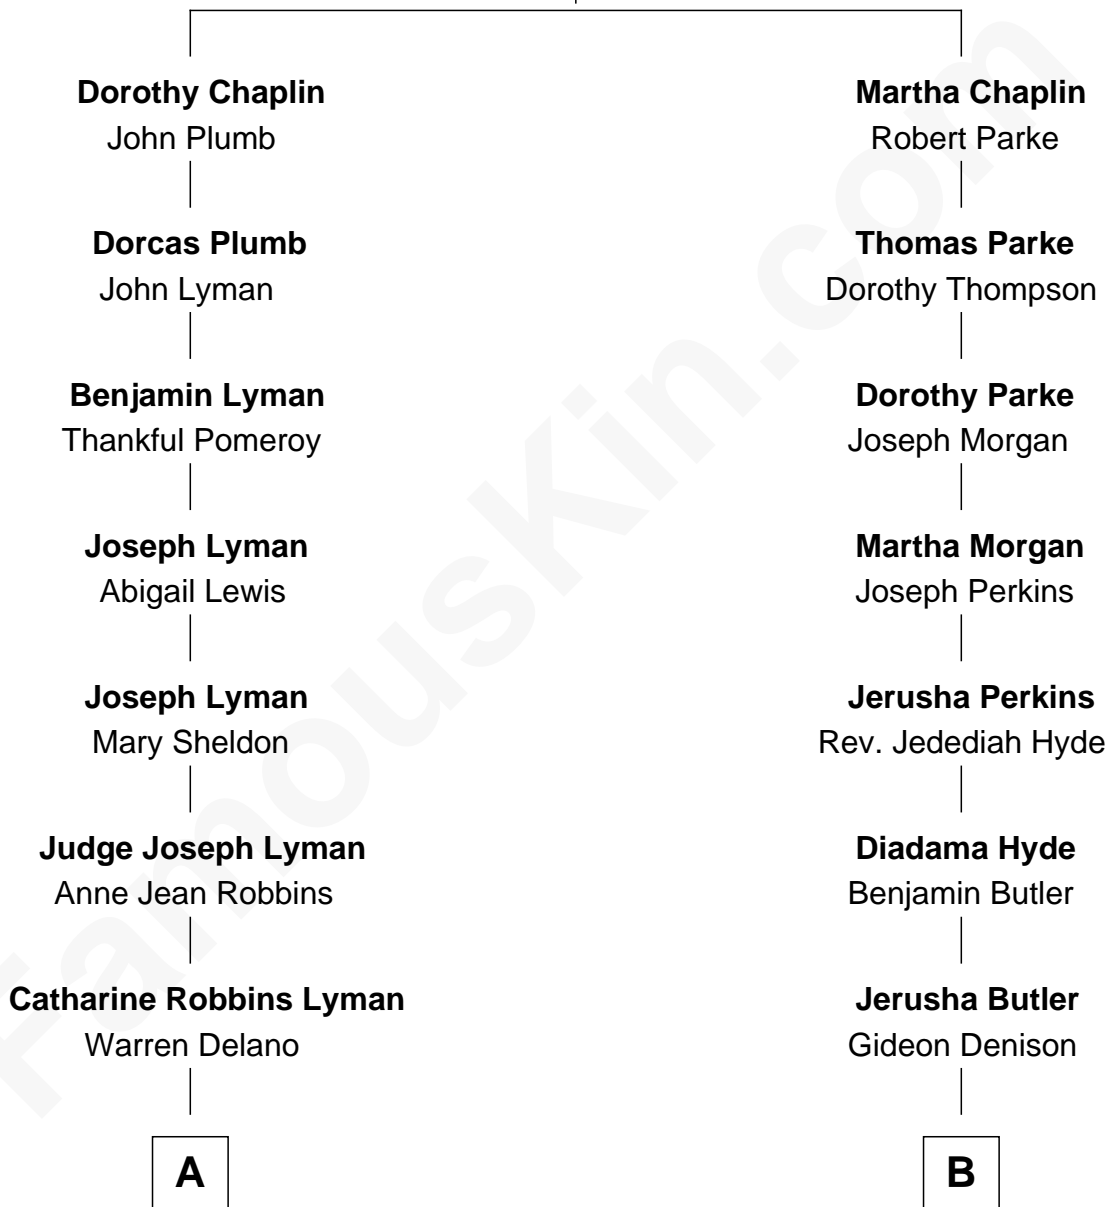 Dorothy Chaplin
John Plumb
Martha Chaplin
Robert Parke
Dorcas Plumb
John Lyman
Thomas Parke
Dorothy Thompson
Benjamin Lyman
Thankful Pomeroy
Dorothy Parke
Joseph Morgan
Joseph Lyman
Abigail Lewis
Martha Morgan
Joseph Perkins
Joseph Lyman
Mary Sheldon
Jerusha Perkins
Rev. Jedediah Hyde
Judge Joseph Lyman
Anne Jean Robbins
Diadama Hyde
Benjamin Butler
Catharine Robbins Lyman
Warren Delano
Jerusha Butler
Gideon Denison
A
B
FamousKin.com